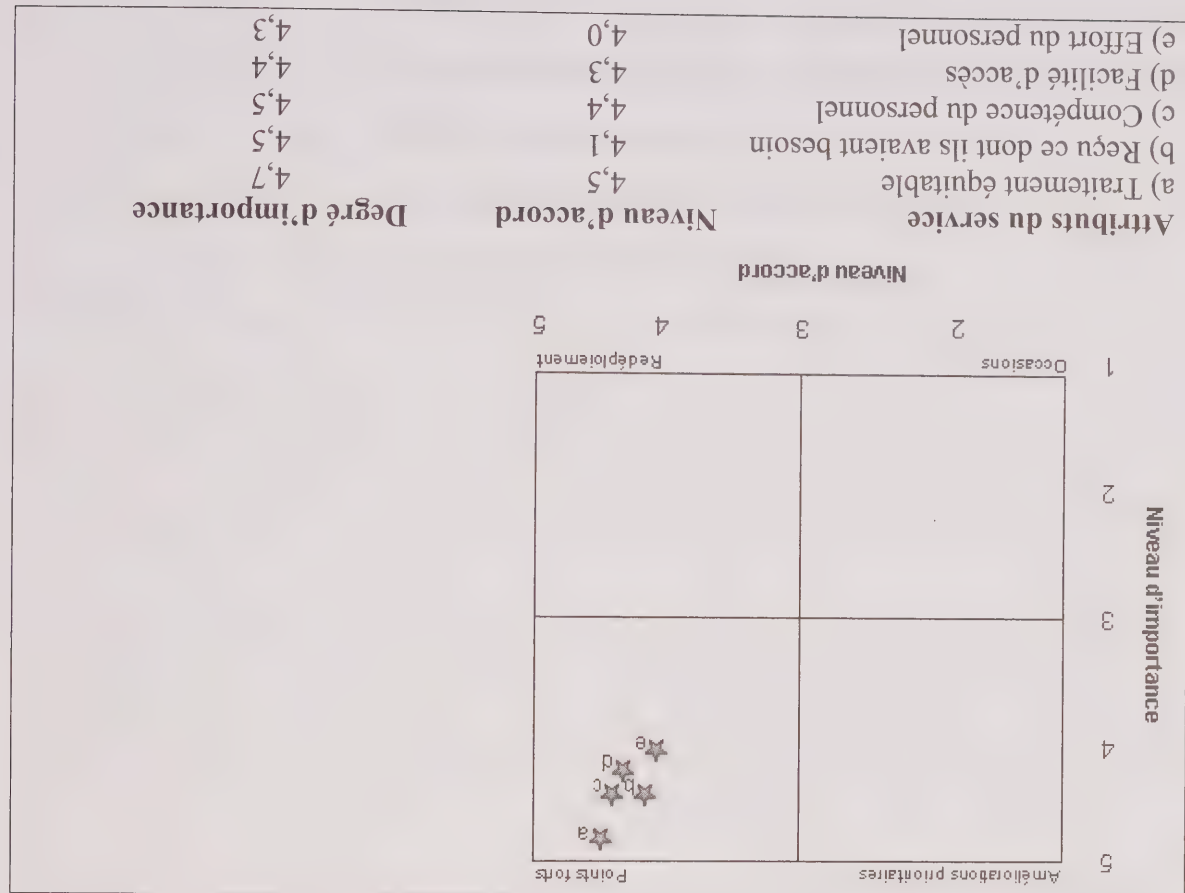 Améliorations prioritaires Points forts
5
a
b c
d
4
e
Niveau d'importance
3
2
1
Occasions Redéploiement
2 3 4 5
Niveau d'accord
Attributs du service Niveau d'accord Degré d'importance
a) Traitement équitable 4,5 4,7
b) Reçu ce dont ils avaient besoin 4,1 4,5
c) Compétence du personnel 4,4 4,5
d) Facilité d'accès 4,3 4,4
e) Effort du personnel 4,0 4,3